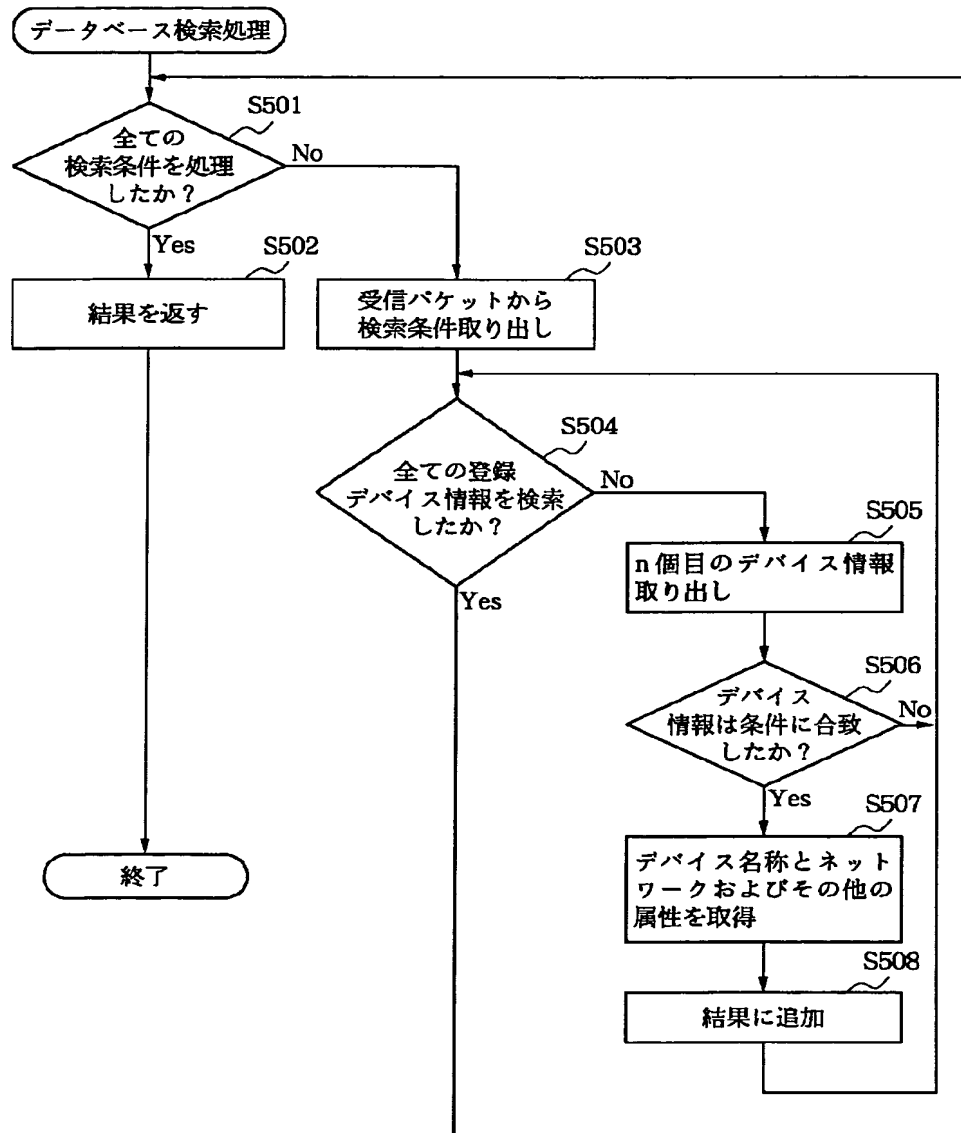 データベース検索処理
S501
全ての
検索条件を処理
したか？
No
Yes
S502
結果を返す
S503
受信パケットから
検索条件取り出し
S504
全ての登録
デバイス情報を検索
したか？
No
Yes
S505
n個目のデバイス情報
取り出し
S506
デバイス
情報は条件に合致
したか？
No
Yes
S507
デバイス名称とネット
ワークおよびその他の
属性を取得
S508
結果に追加
終了